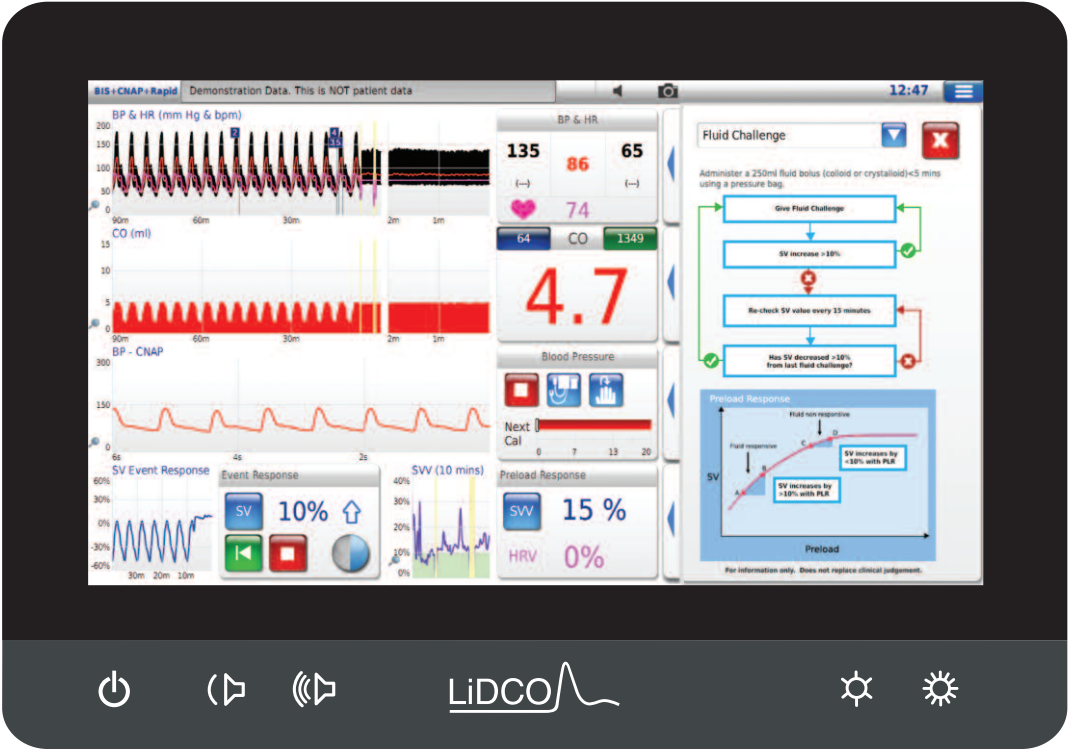 BIS+CNAP+Rapid
Demonstration Data. This is NOT patient data
12:47
BP & HR (mm Hg & bpm)
200
150
100
50
0
90m
60m
30m
2m
1m
2
4
BP & HR
135
86
65
(---)
(---)
74
CO (ml)
15
10
5
0
90m
60m
30m
2m
1m
64
CO
1349
4.7
BP - CNAP
300
150
0
6s
4s
2s
Blood Pressure
Next
Cal
0
7
13
20
SV Event Response
60%
30%
0%
-30%
-60%
30m
20m
10m
Event Response
SV
10%
SVV (10 mins)
40%
30%
20%
10%
0%
Preload Response
SVV
15 %
HRV
0%
Fluid Challenge
Administer a 250ml fluid bolus (colloid or crystalloid)<5 mins
using a pressure bag.
Give Fluid Challenge
SV increase >10%
Re-check SV value every 15 minutes
Has SV decreased >10%
from last fluid challenge?
Preload Response
Fluid non responsive
Fluid responsive
A
B
C
D
SV increases by
<10% with PLR
SV increases by
>10% with PLR
SV
Preload
For information only. Does not replace clinical judgement.
LiDCO